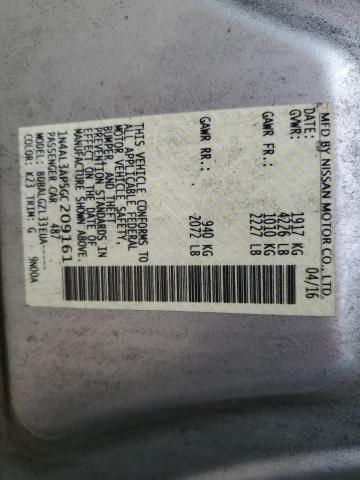 MFD BY NISSAN MOTOR CO., LTD.
DATE: 04/16
GVWR: 1917 KG
4226 LB
GAWR FR.: 1010 KG
2227 LB
GAWR RR.: 940 KG
2072 LB
THIS VEHICLE CONFORMS TO
ALL APPLICABLE FEDERAL
MOTOR VEHICLE SAFETY,
BUMPER, AND THEFT
PREVENTION STANDARDS IN
EFFECT ON THE DATE OF
MANUFACTURE SHOWN ABOVE.
1N4AL3AP5GC209161
PASSENGER CAR 487
COLOR: K23 TRIM: G 9N00A